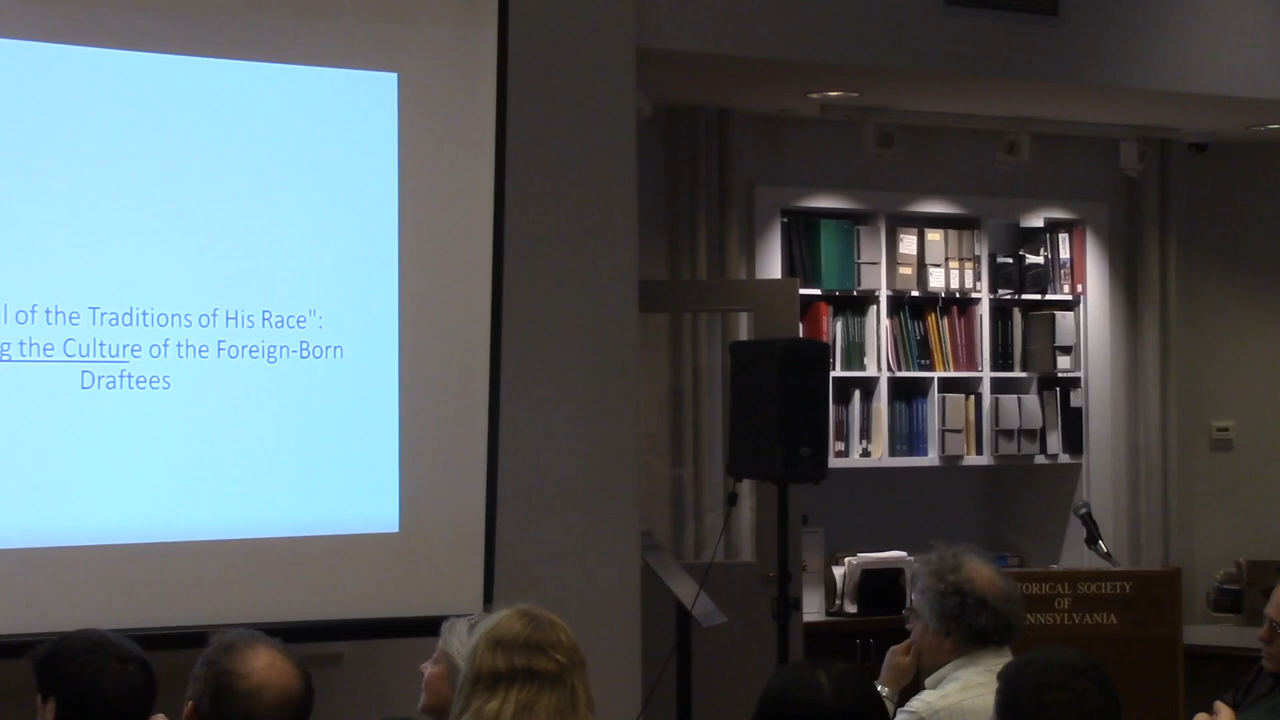 l of the Traditions of His Race":
g the Culture of the Foreign-Born
Draftees
TORICAL SOCIETY
OF
NNSYLVANIA